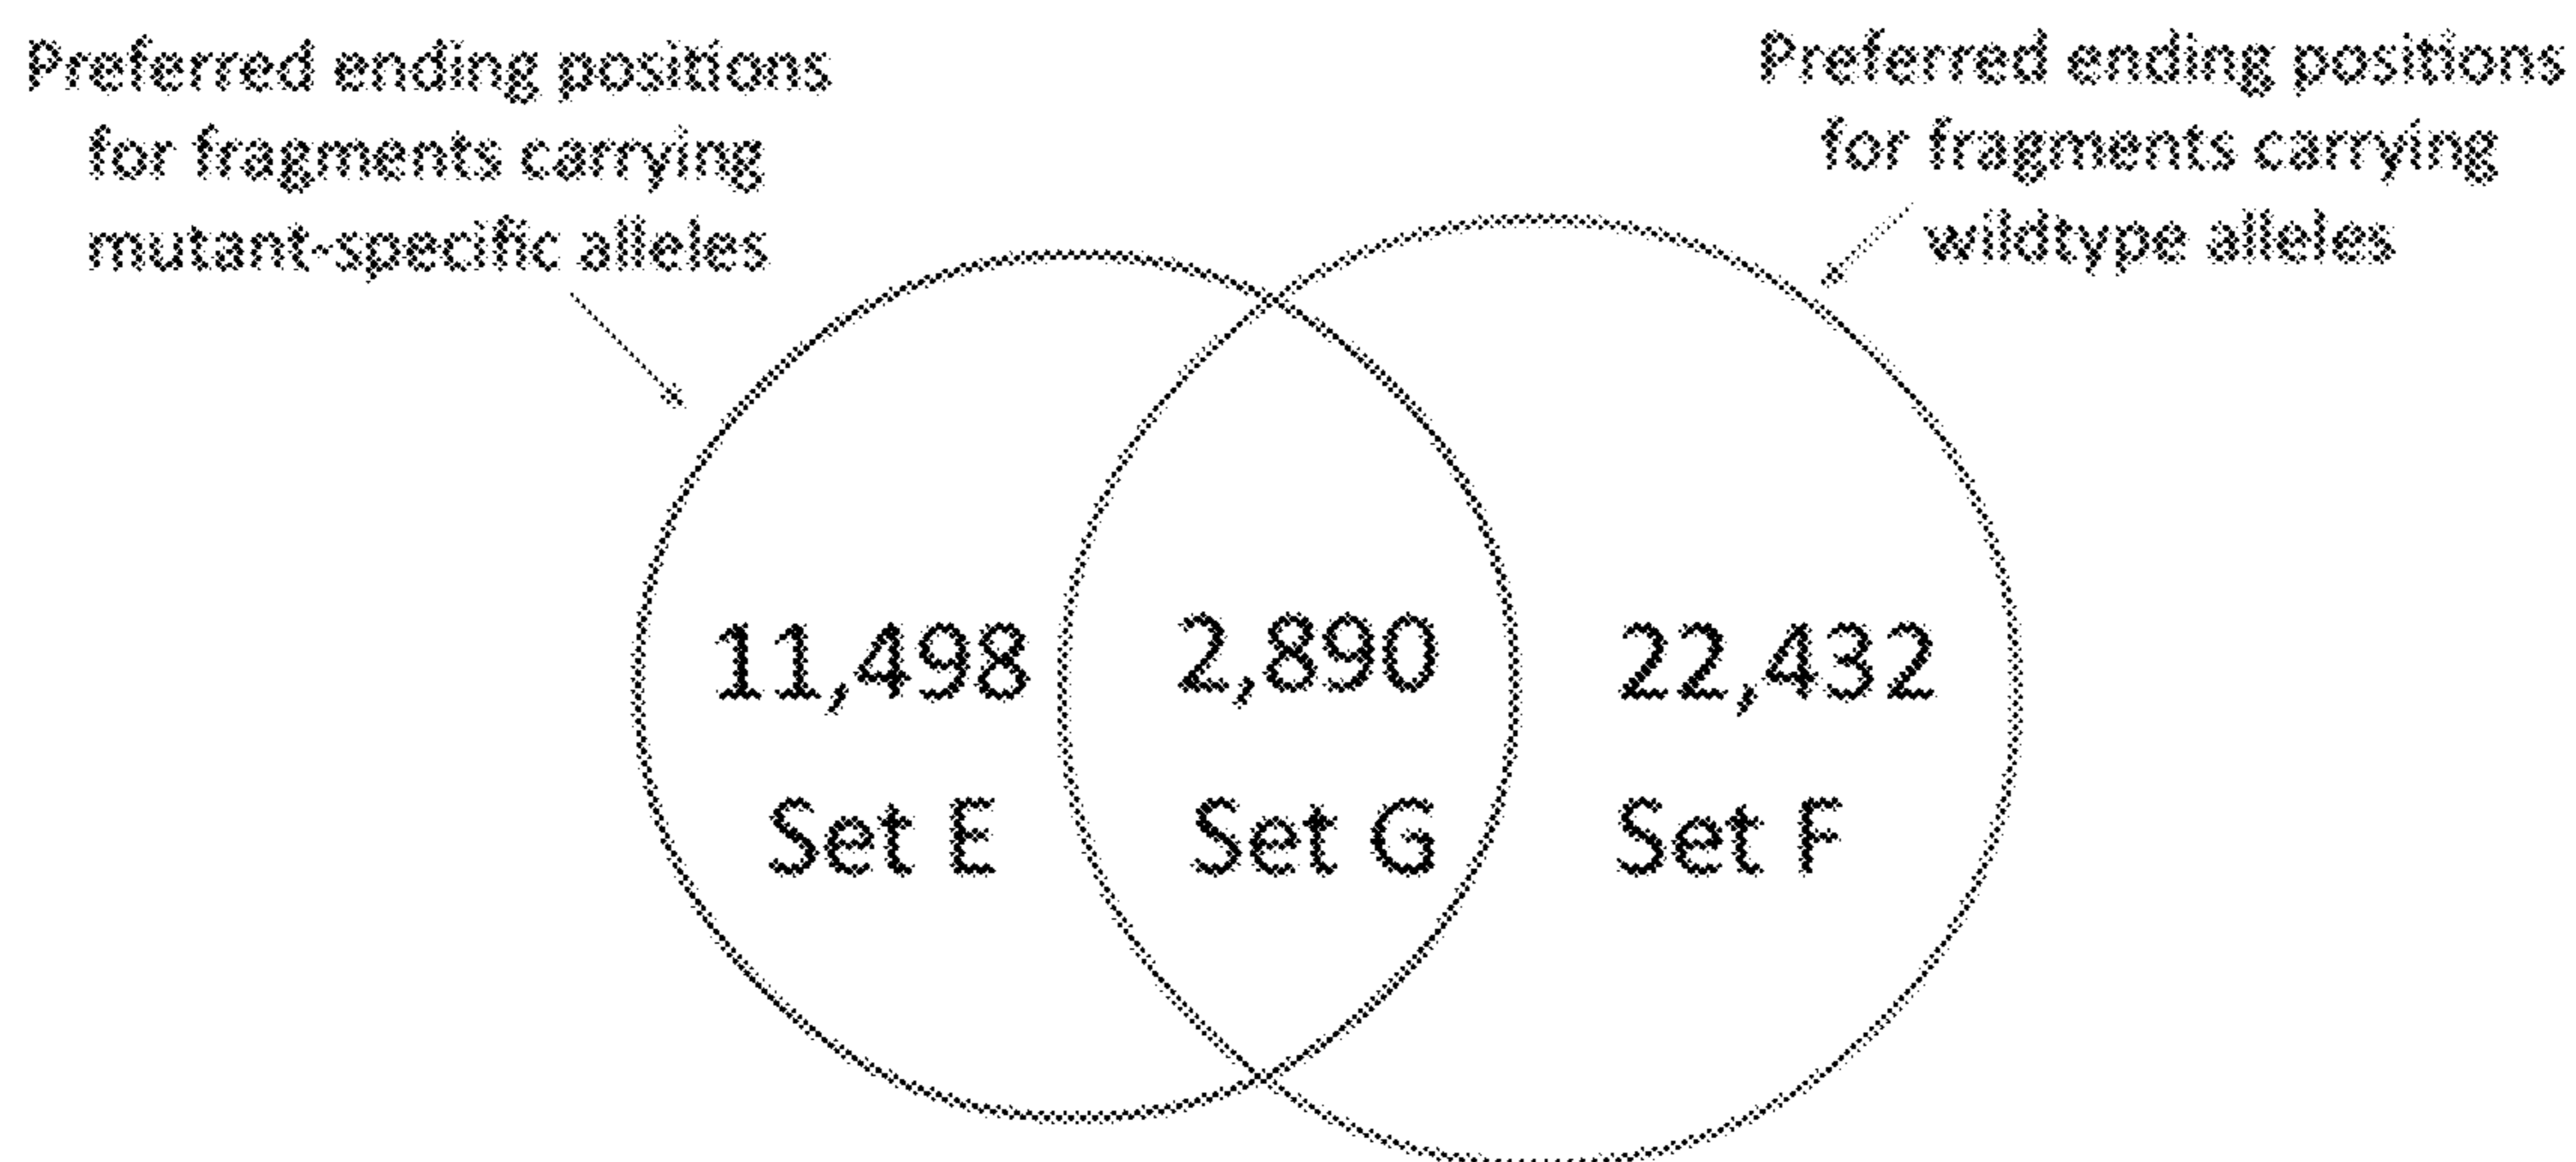 Preferred ending positions
for fragments carrying
mutant-specific alleles
Preferred ending positions
for fragments carrying
wildtype alleles
11,498
Set E
2,890
Set G
22,432
Set F